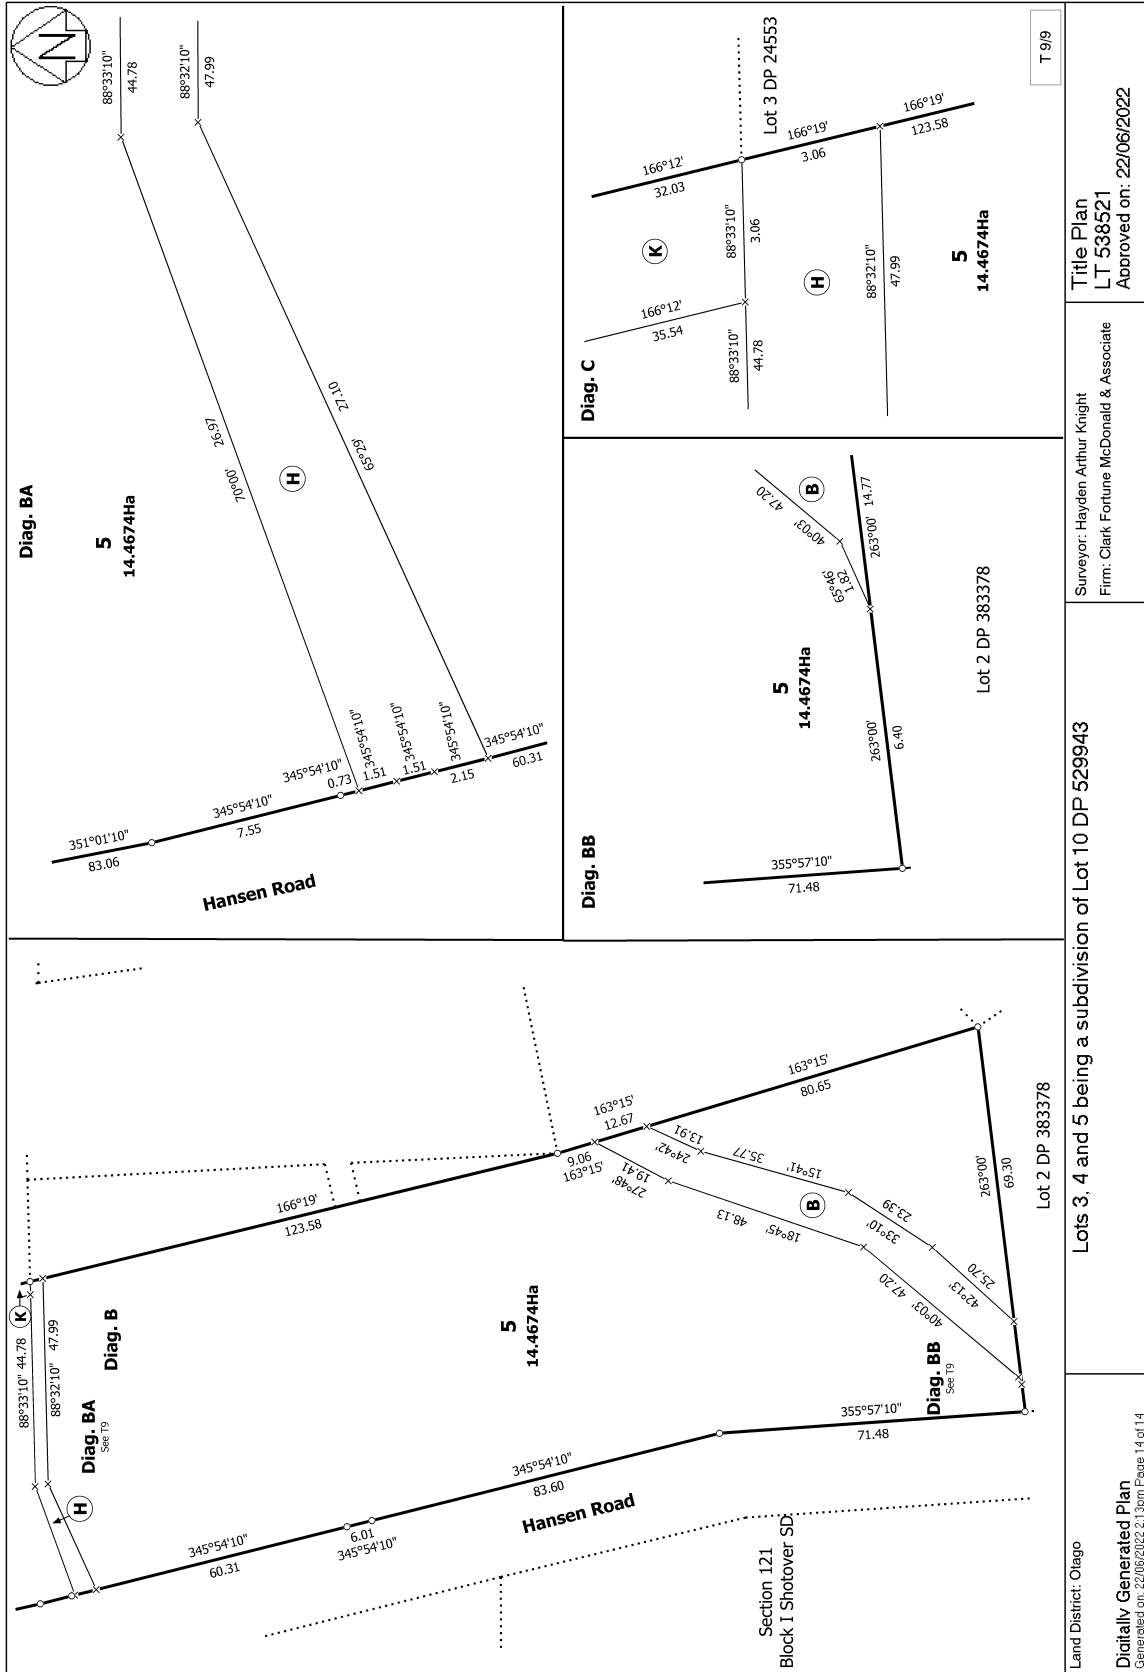 N
Diag. BA
5
14.4674Ha
88°33'10"
44.78
88°32'10"
47.99
70°00'
26.97
H
65°29'
27.10
351°01'10"
83.06
345°54'10"
7.55
345°54'10"
0.73
345°54'10"
1.51
345°54'10"
1.51
345°54'10"
2.15
345°54'10"
60.31
Hansen Road
Diag. C
T 9/9
Lot 3 DP 24553
166°12'
32.03
166°19'
3.06
166°19'
123.58
K
88°33'10"
3.06
H
88°32'10"
47.99
166°12'
35.54
88°33'10"
44.78
5
14.4674Ha
Diag. BB
5
14.4674Ha
47.20
40°03'
B
65°46'
1.82
263°00'
14.77
263°00'
6.40
355°57'10"
71.48
Lot 2 DP 383378
Diag. B
K
88°33'10"
44.78
88°32'10"
47.99
Diag. BA
See T9
H
345°54'10"
60.31
6.01
345°54'10"
345°54'10"
83.60
Hansen Road
355°57'10"
71.48
166°19'
123.58
9.06
163°15'
163°15'
12.67
163°15'
80.65
27°48'
19.41
24°42'
13.91
35.77
15°41'
48.13
18°45'
B
23.39
33°10'
25.70
42°13'
47.20
40°03'
5
14.4674Ha
Diag. BB
See T9
263°00'
69.30
Lot 2 DP 383378
Section 121
Block I Shotover SD
Land District: Otago
Digitally Generated Plan
Generated on: 22/06/2022 2:13pm Page 14 of 14
Lots 3, 4 and 5 being a subdivision of Lot 10 DP 529943
Surveyor: Hayden Arthur Knight
Firm: Clark Fortune McDonald & Associate
Title Plan
LT 538521
Approved on: 22/06/2022